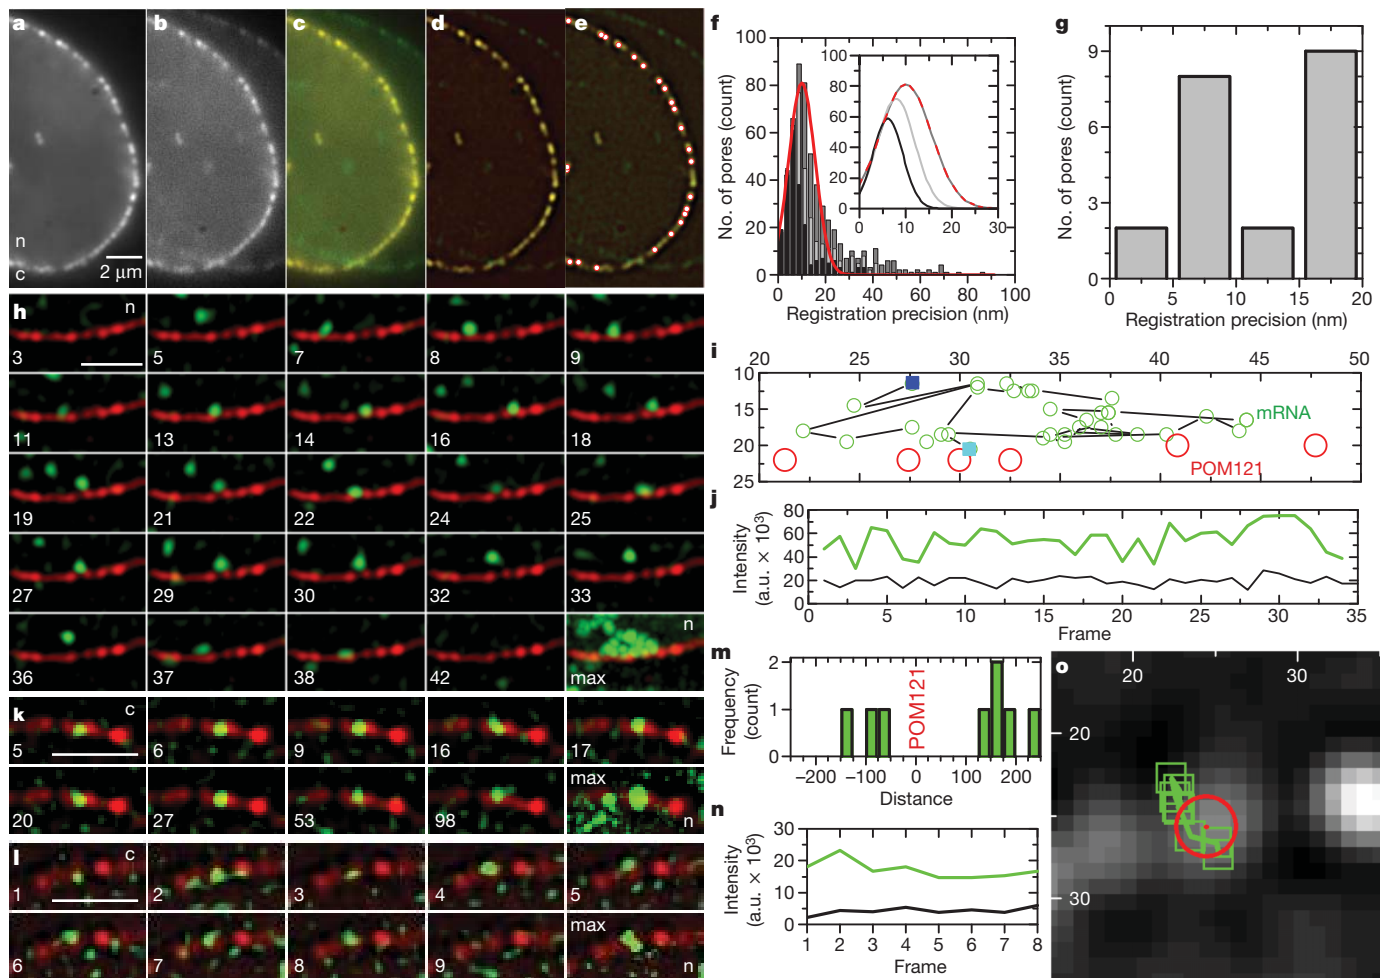 a
b
c
d
e
n
c
2 μm
f
No. of pores (count)
100
80
60
40
20
0
0 20 40 60 80 100
Registration precision (nm)
100
80
60
40
20
0
0 10 20 30
g
No. of pores (count)
9
6
3
0
0 5 10 15 20
Registration precision (nm)
h
n
3 5 7 8 9
11 13 14 16 18
19 21 22 24 25
27 29 30 32 33
n
36 37 38 42 max
i
20 25 30 35 40 45 50
10
15
20
25
mRNA
POM121
j
Intensity
(a.u. × 10³)
80
60
40
20
0
0 5 10 15 20 25 30 35
Frame
k
c
5 6 9 16 17
max
20 27 53 98 n
l
c
1 2 3 4 5
max
6 7 8 9 n
m
Frequency
(count)
2
1
0
POM121
−200 −100 0 100 200
Distance
n
Intensity
(a.u. × 10³)
30
20
10
0
1 2 3 4 5 6 7 8
Frame
o
20 30
20
30